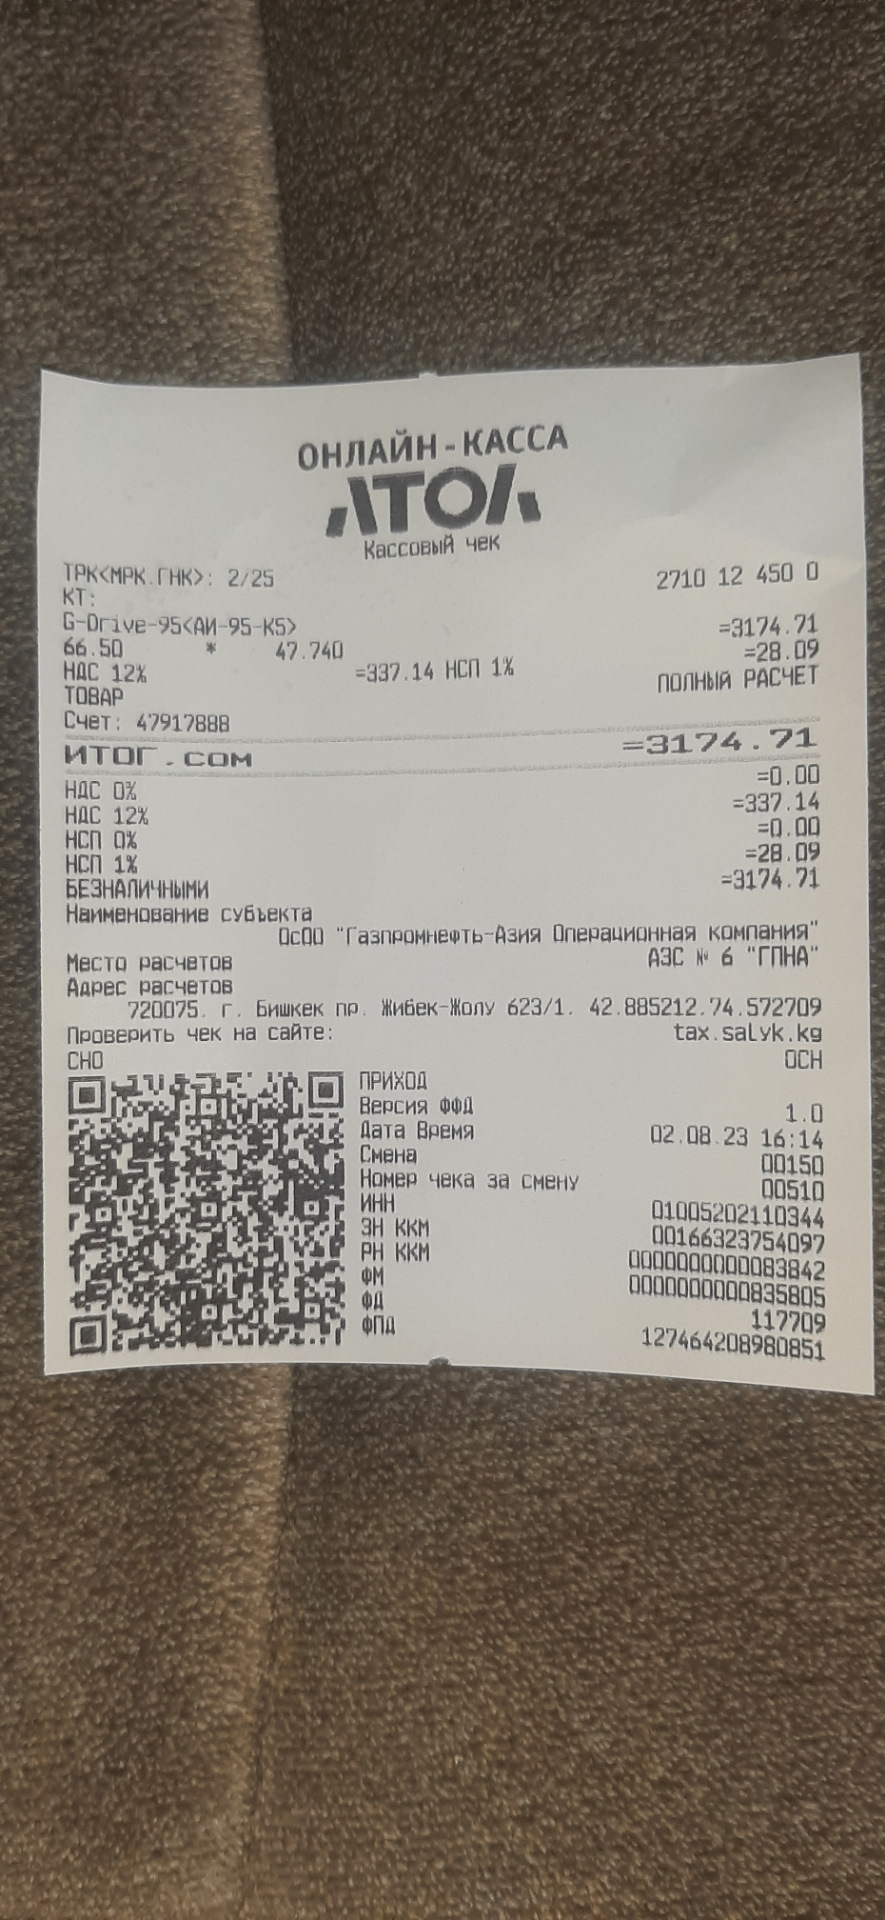 ОНЛАЙН-КАССА
АТОЛ
Кассовый чек
ТРК<МРК.ГНК>: 2/25
КТ: 2710 12 450 0
G-Drive-95<АИ-95-К5>
66.50 * 47.740 =3174.71
НДС 12% =337.14 НСП 1% =28.09
ТОВАР ПОЛНЫЙ РАСЧЕТ
Счет: 47917888
ИТОГ.СОМ =3174.71
НДС 0% =0.00
НДС 12% =337.14
НСП 0% =0.00
НСП 1% =28.09
БЕЗНАЛИЧНЫМИ =3174.71
Наименование субъекта
ОсОО "Газпромнефть-Азия Операционная компания"
Место расчетов АЗС № 6 "ГПНА"
Адрес расчетов
720075. г. Бишкек пр. Жибек-Жолу 623/1. 42.885212.74.572709
Проверить чек на сайте: tax.salyk.kg
СНО ОСН
ПРИХОД
Версия ФФД 1.0
Дата Время 02.08.23 16:14
Смена 00150
Номер чека за смену 00510
ИНН 01005202110344
ЗН ККМ 00166323754097
РН ККМ 0000000000083842
ФМ 0000000000835805
ФД 117709
ФПД 127464208980851